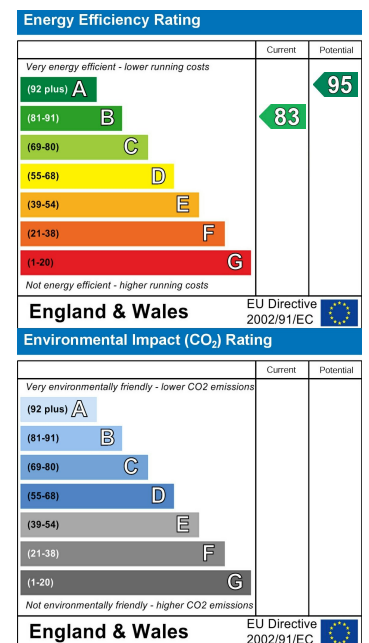 Energy Efficiency Rating
Current Potential
Very energy efficient - lower running costs
(92 plus) A
95
(81-91) B
83
(69-80) C
(55-68) D
(39-54) E
(21-38) F
(1-20) G
Not energy efficient - higher running costs
England & Wales
EU Directive
2002/91/EC
Environmental Impact (CO₂) Rating
Current Potential
Very environmentally friendly - lower CO2 emissions
(92 plus) A
(81-91) B
(69-80) C
(55-68) D
(39-54) E
(21-38) F
(1-20) G
Not environmentally friendly - higher CO2 emissions
England & Wales
EU Directive
2002/91/EC